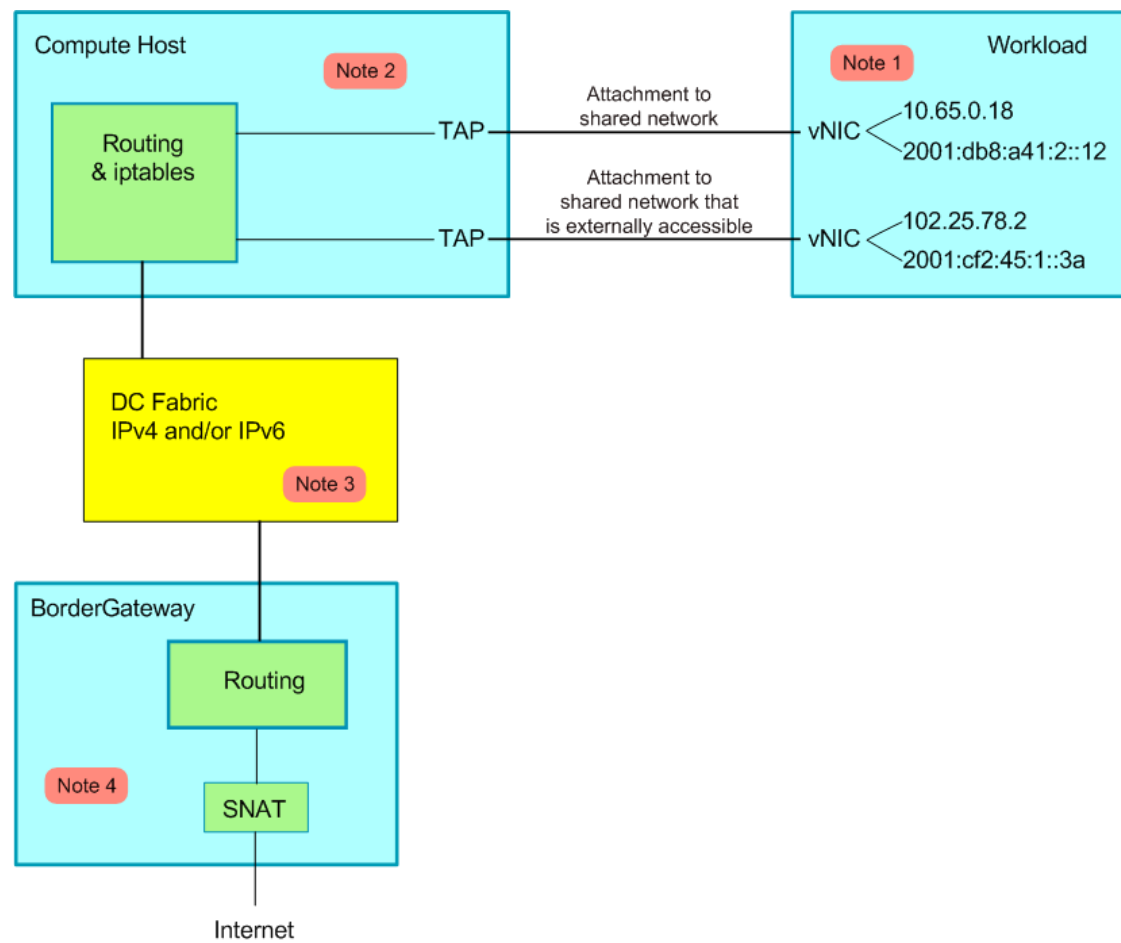 Compute Host
Note 2
Routing
& iptables
TAP
TAP
Attachment to
shared network
Attachment to
shared network that
is externally accessible
Workload
Note 1
vNIC
10.65.0.18
2001:db8:a41:2::12
vNIC
102.25.78.2
2001:cf2:45:1::3a
DC Fabric
IPv4 and/or IPv6
Note 3
BorderGateway
Routing
Note 4
SNAT
Internet